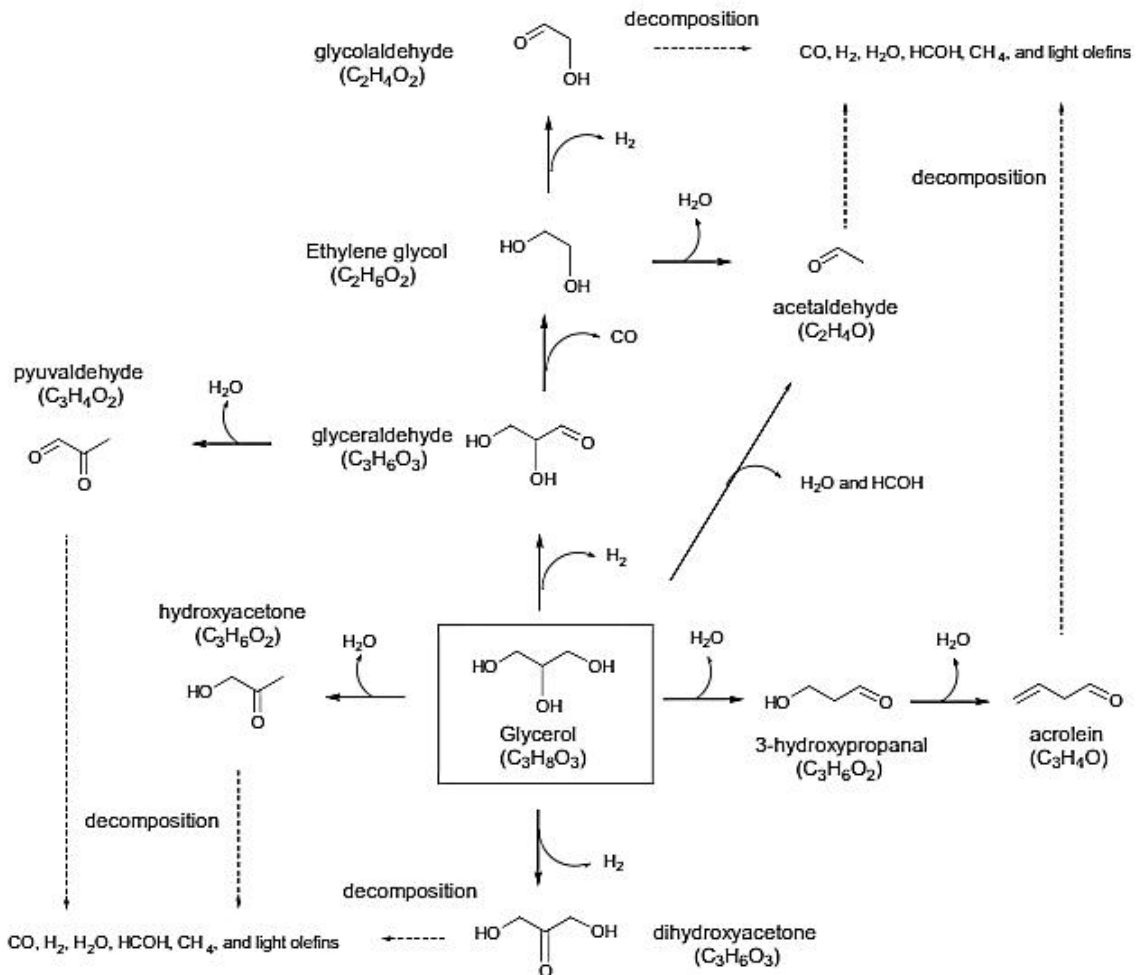 decomposition
glycolaldehyde
(C₂H₄O₂)
O
OH
CO, H₂, H₂O, HCOH, CH₄, and light olefins
H₂
decomposition
H₂O
Ethylene glycol
(C₂H₆O₂)
HO
OH
O
acetaldehyde
(C₂H₄O)
CO
pyuvaldehyde
(C₃H₄O₂)
H₂O
O
O
glyceraldehyde
(C₃H₆O₃)
HO
O
OH
H₂O and HCOH
H₂
hydroxyacetone
(C₃H₆O₂)
H₂O
HO
O
HO
OH
OH
Glycerol
(C₃H₈O₃)
H₂O
HO
O
3-hydroxypropanal
(C₃H₆O₂)
H₂O
O
acrolein
(C₃H₄O)
decomposition
H₂
decomposition
CO, H₂, H₂O, HCOH, CH₄, and light olefins
HO
OH
O
dihydroxyacetone
(C₃H₆O₃)